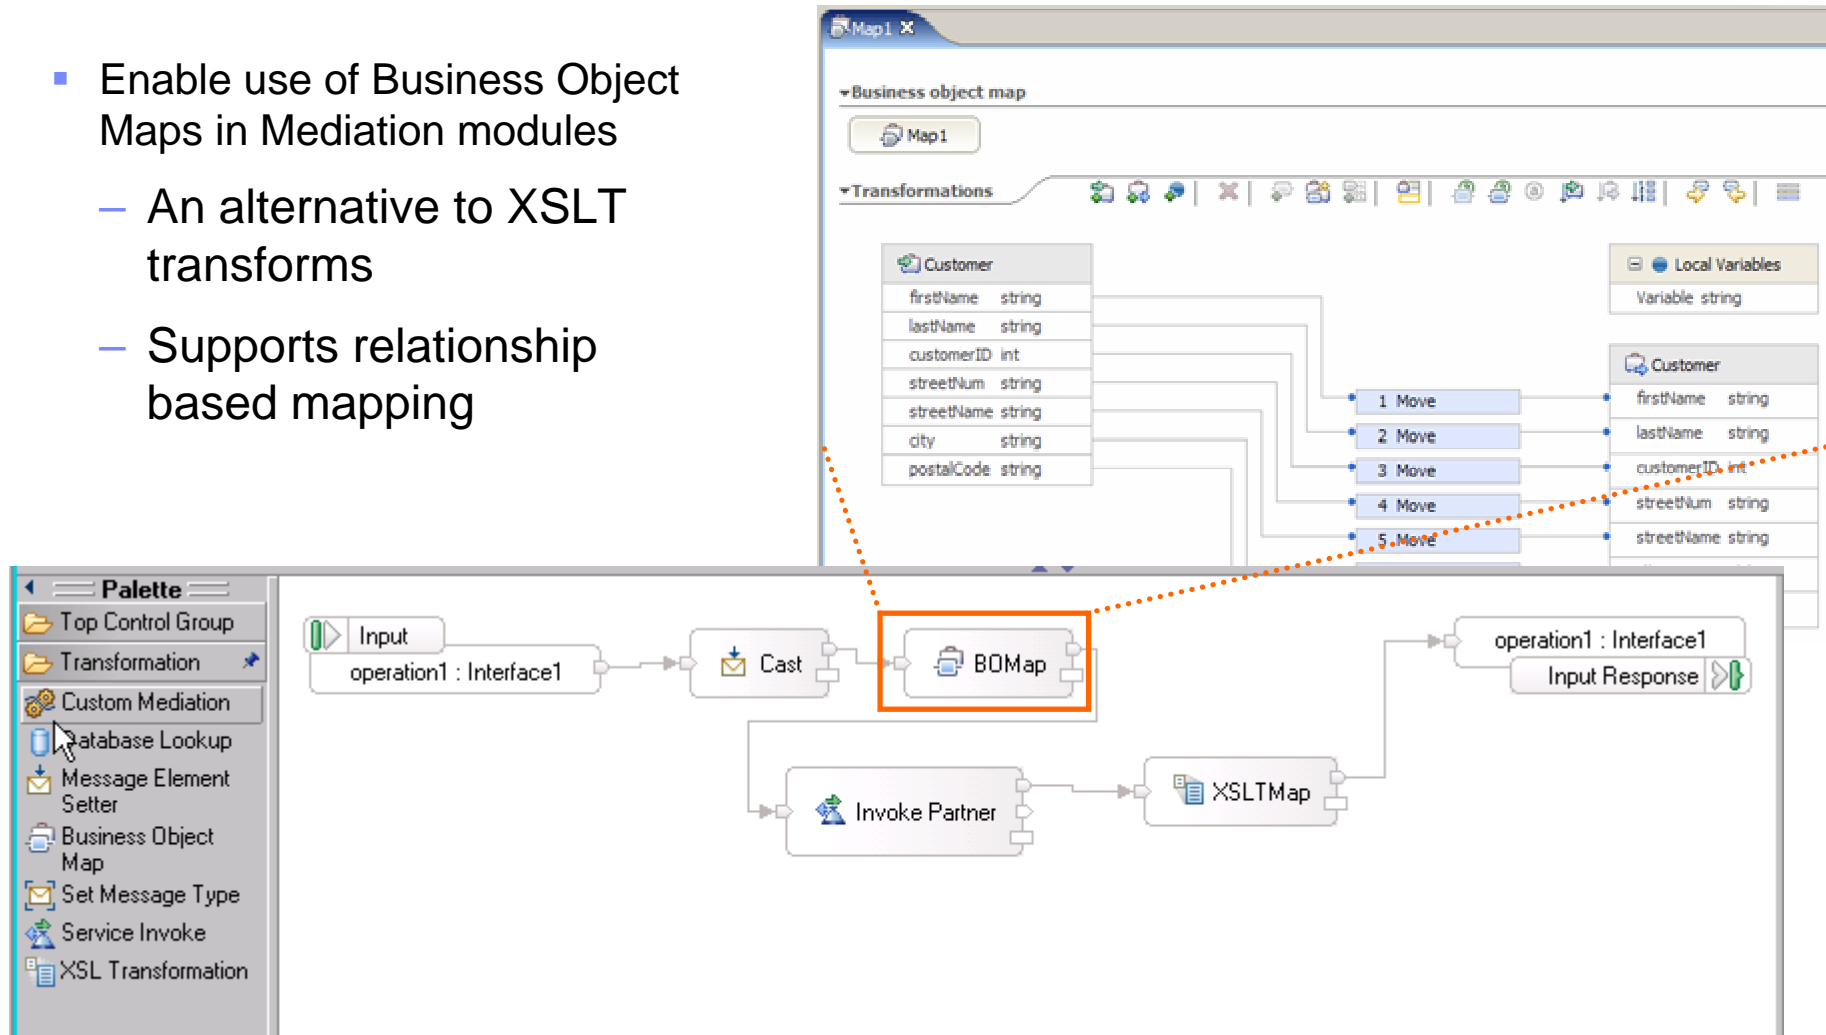 Enable use of Business Object
Maps in Mediation modules
– An alternative to XSLT
transforms
– Supports relationship
based mapping
Map1
Business object map
Map1
Transformations
Customer
firstName string
lastName string
customerID int
streetNum string
streetName string
city string
postalCode string
Local Variables
Variable string
1 Move
2 Move
3 Move
4 Move
5 Move
Customer
firstName string
lastName string
customerID int
streetNum string
streetName string
Palette
Top Control Group
Transformation
Custom Mediation
Database Lookup
Message Element
Setter
Business Object
Map
Set Message Type
Service Invoke
XSL Transformation
Input
operation1 : Interface1
Cast
BOMap
Invoke Partner
XSLTMap
operation1 : Interface1
Input Response